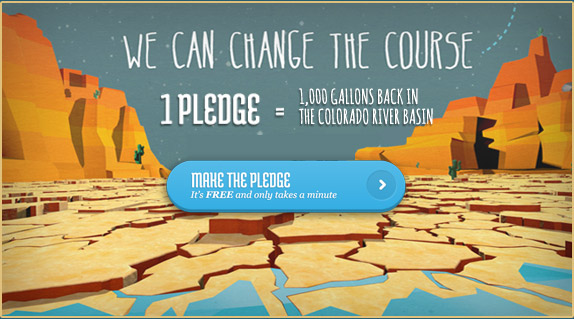 WE CAN CHANGE THE COURSE
1 PLEDGE = 1,000 GALLONS BACK IN
THE COLORADO RIVER BASIN
MAKE THE PLEDGE
It's FREE and only takes a minute